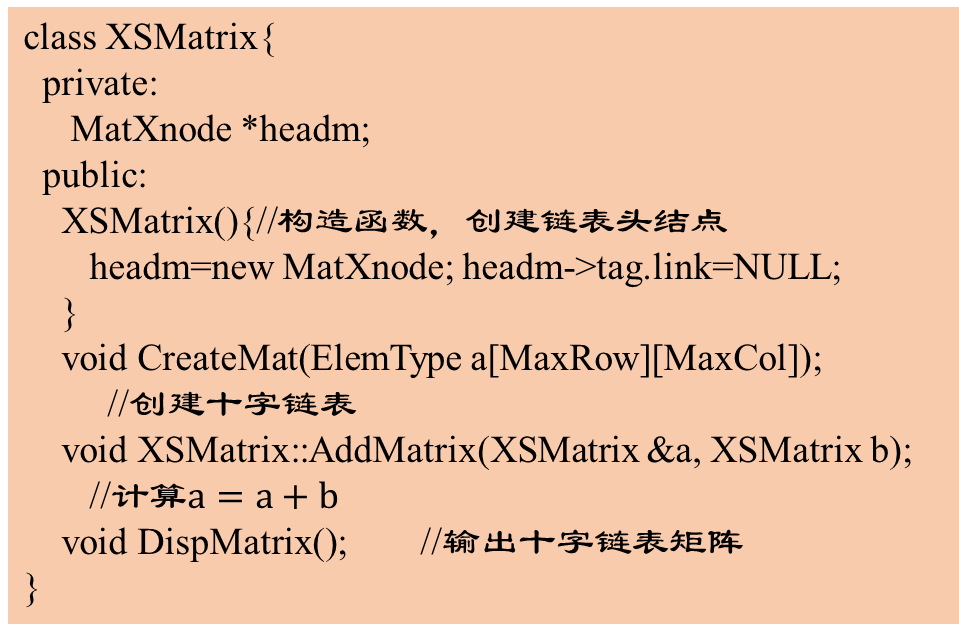 class XSMatrix{
private:
MatXnode *headm;
public:
XSMatrix(){//构造函数，创建链表头结点
headm=new MatXnode; headm->tag.link=NULL;
}
void CreateMat(ElemType a[MaxRow][MaxCol]);
//创建十字链表
void XSMatrix::AddMatrix(XSMatrix &a, XSMatrix b);
//计算a = a + b
void DispMatrix(); //输出十字链表矩阵
}